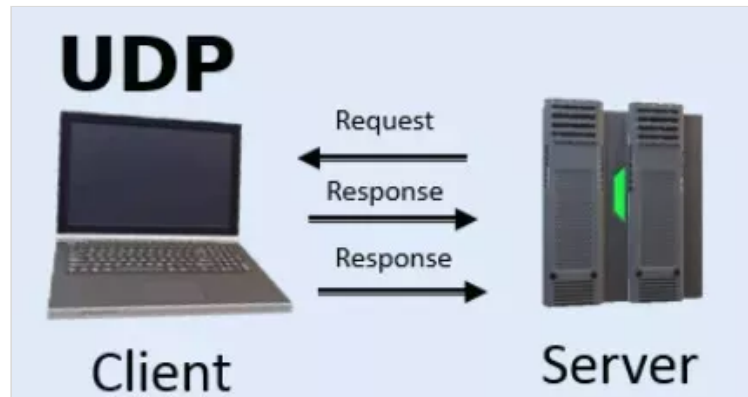 UDP
Request
Response
Response
Client
Server